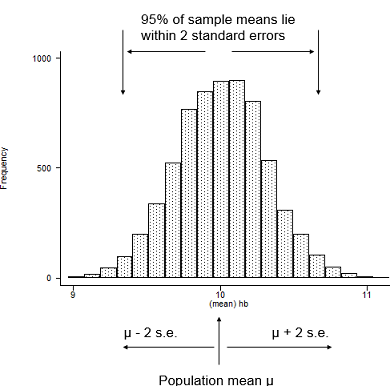 95% of sample means lie
within 2 standard errors
1000
500
0
Frequency
9
10
11
(mean) hb
µ - 2 s.e.
µ + 2 s.e.
Population mean µ